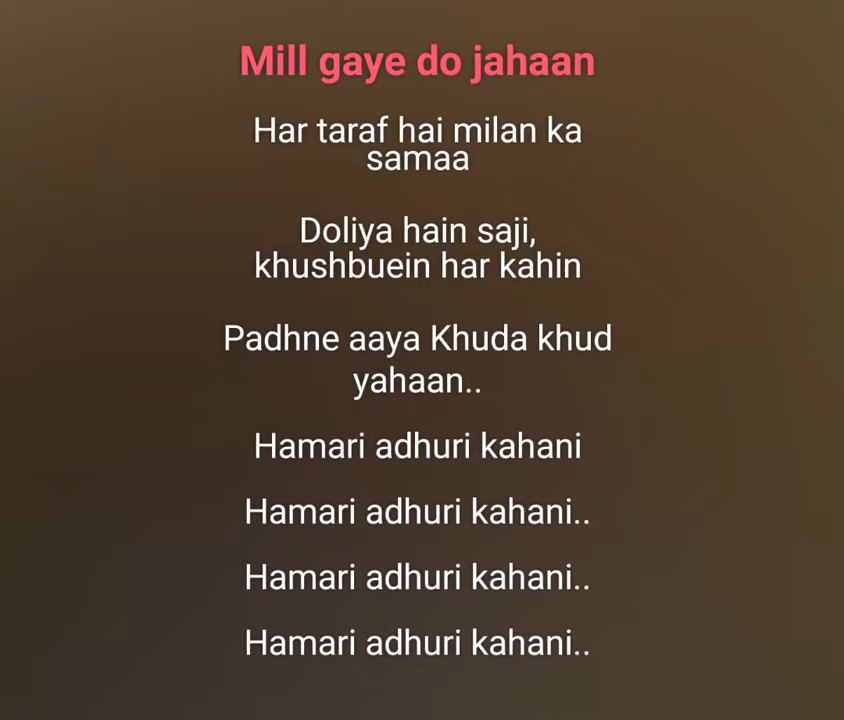 Mill gaye do jahaan
Har taraf hai milan ka
samaa
Doliya hain saji,
khushbuein har kahin
Padhne aaya Khuda khud
yahaan..
Hamari adhuri kahani
Hamari adhuri kahani..
Hamari adhuri kahani..
Hamari adhuri kahani..